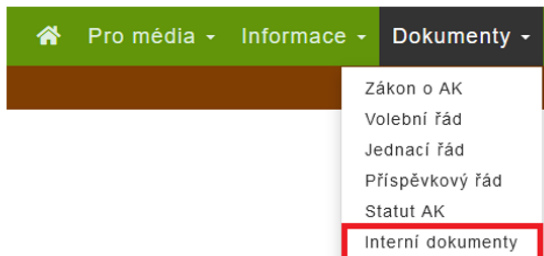 Pro média Informace Dokumenty
Zákon o AK
Volební řád
Jednací řád
Příspěvkový řád
Statut AK
Interní dokumenty